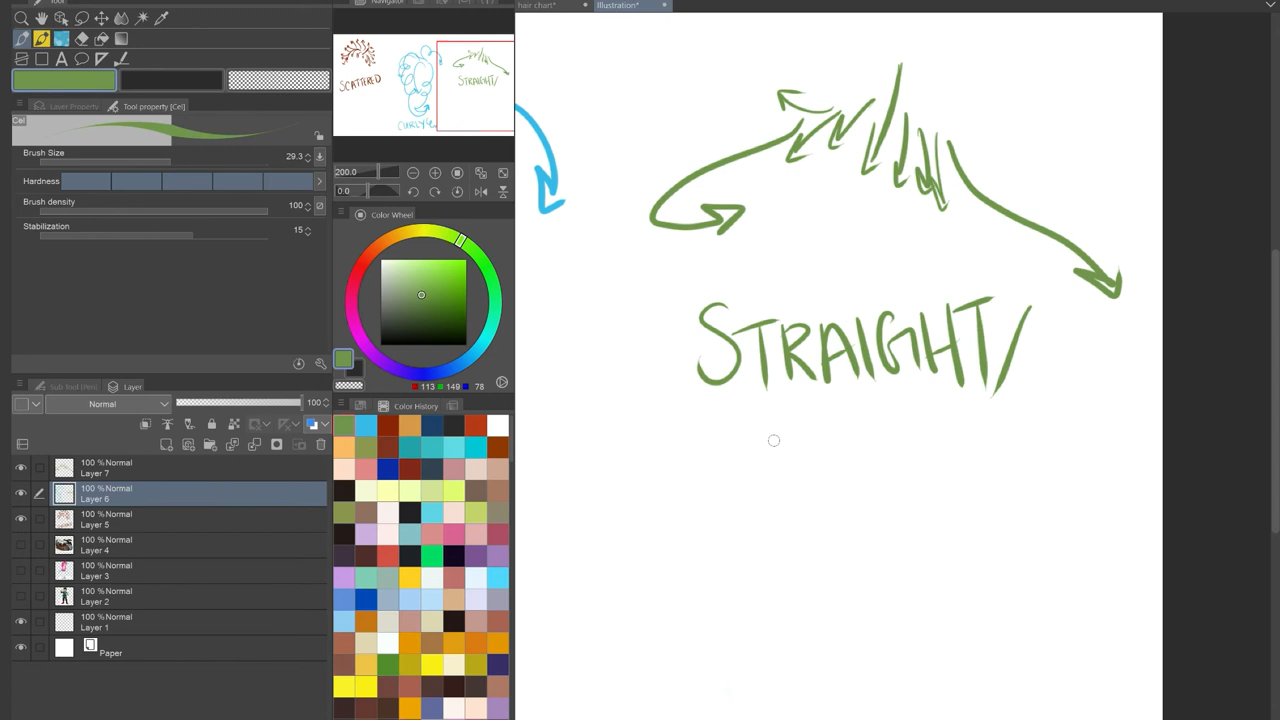 Tool
Navigator
hair chart*
Illustration*
SCATTERED
CURLY
STRAIGHT/
Layer Property
Tool property [Cel]
Cel
Brush Size
29.3
Hardness
Brush density
100
Stabilization
15
200.0
0.0
Color Wheel
113 149 78
Sub Tool [Pen]
Layer
Color History
Normal
100
100 %Normal
Layer 7
100 %Normal
Layer 6
100 %Normal
Layer 5
100 %Normal
Layer 4
100 %Normal
Layer 3
100 %Normal
Layer 2
100 %Normal
Layer 1
Paper
STRAIGHT/